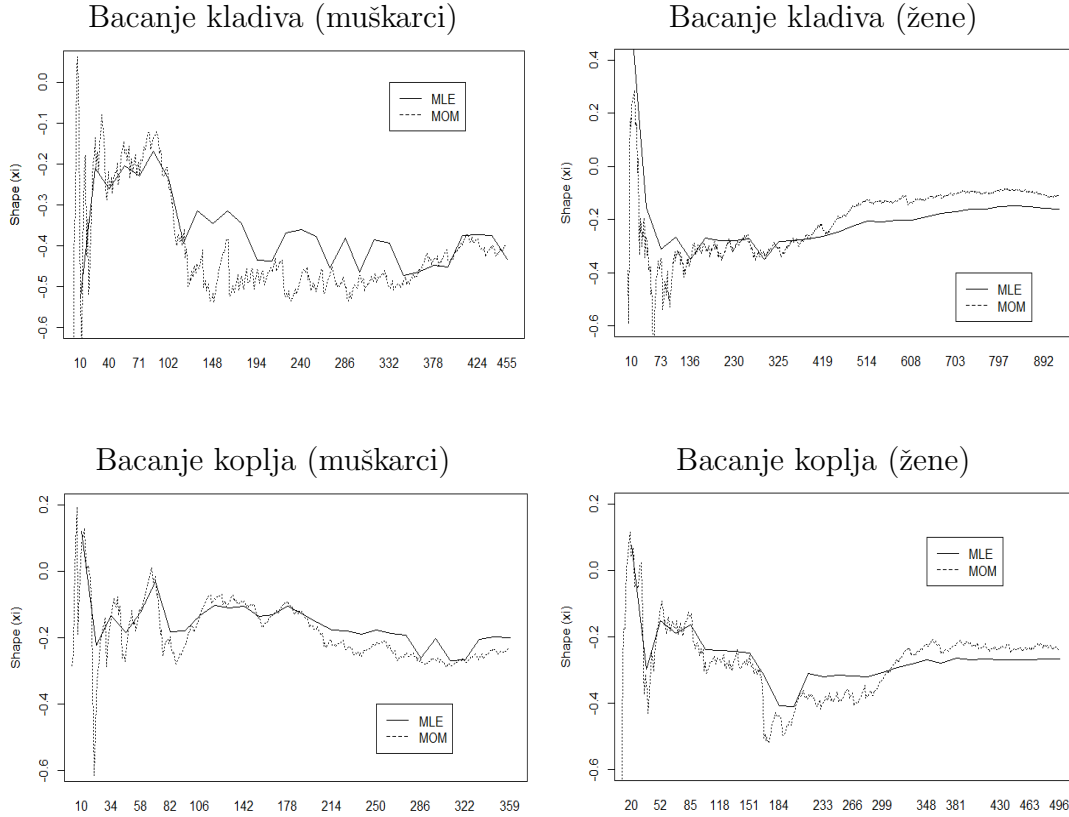 Bacanje kladiva (muškarci)
Shape (xi)
0.0
-0.1
-0.2
-0.3
-0.4
-0.5
-0.6
MLE
MOM
10 40 71 102 148 194 240 286 332 378 424 455
Bacanje kladiva (žene)
Shape (xi)
0.4
0.2
0.0
-0.2
-0.4
-0.6
MLE
MOM
10 73 136 230 325 419 514 608 703 797 892
Bacanje koplja (muškarci)
Shape (xi)
0.2
0.0
-0.2
-0.4
-0.6
MLE
MOM
10 34 58 82 106 142 178 214 250 286 322 359
Bacanje koplja (žene)
Shape (xi)
0.2
0.0
-0.2
-0.4
-0.6
MLE
MOM
20 52 85 118 151 184 233 266 299 348 381 430 463 496